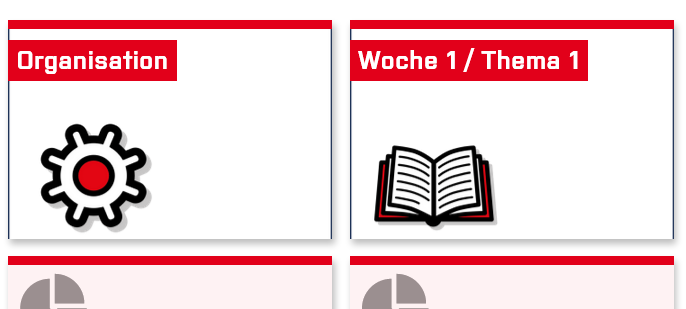 Organisation
Woche 1 / Thema 1